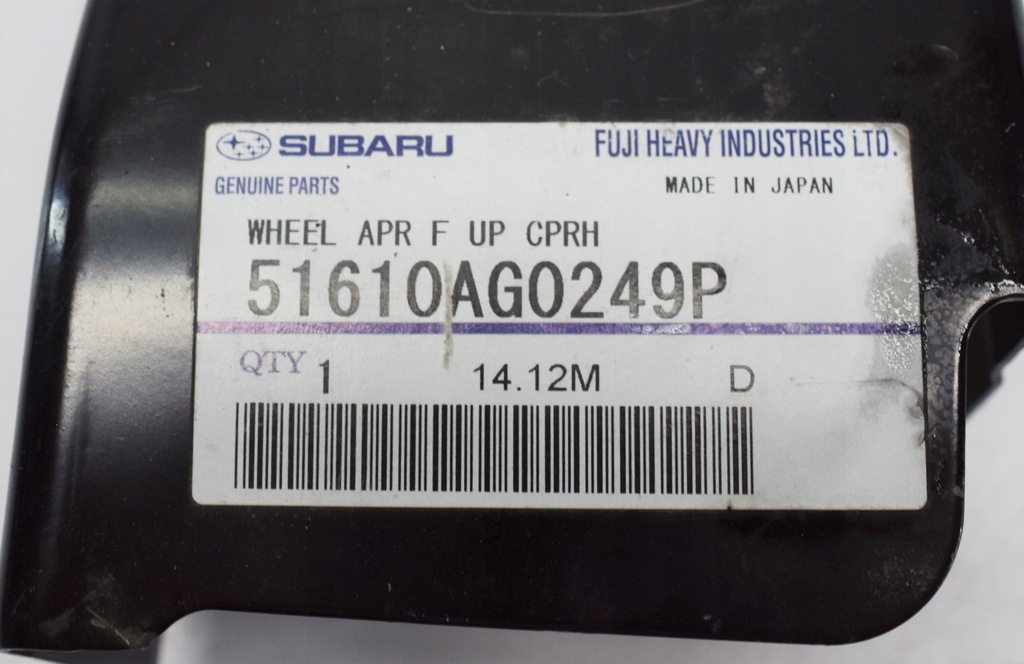 SUBARU FUJI HEAVY INDUSTRIES LTD.
GENUINE PARTS MADE IN JAPAN
WHEEL APR F UP CPRH
51610AG0249P
QTY 1 14.12M D